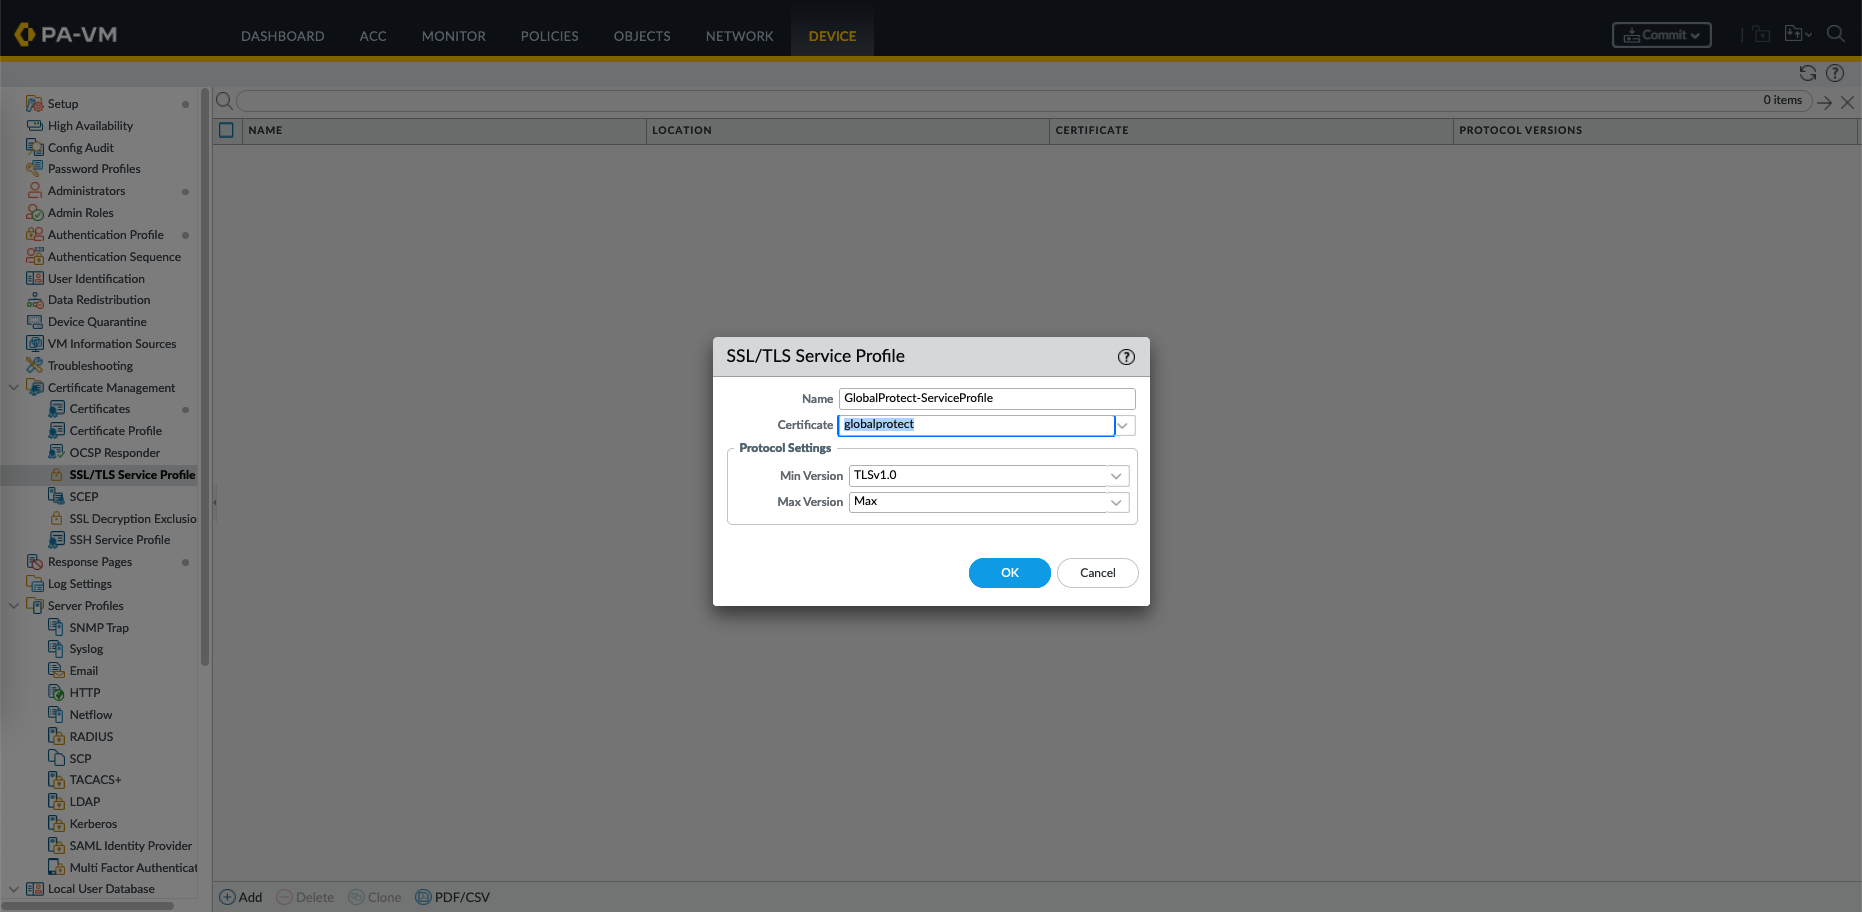 PA-VM
DASHBOARD ACC MONITOR POLICIES OBJECTS NETWORK DEVICE
Commit
0 items
NAME LOCATION CERTIFICATE PROTOCOL VERSIONS
Setup
High Availability
Config Audit
Password Profiles
Administrators
Admin Roles
Authentication Profile
Authentication Sequence
User Identification
Data Redistribution
Device Quarantine
VM Information Sources
Troubleshooting
Certificate Management
Certificates
Certificate Profile
OCSP Responder
SSL/TLS Service Profile
SCEP
SSL Decryption Exclusio
SSH Service Profile
Response Pages
Log Settings
Server Profiles
SNMP Trap
Syslog
Email
HTTP
Netflow
RADIUS
SCP
TACACS+
LDAP
Kerberos
SAML Identity Provider
Multi Factor Authenticat
Local User Database
SSL/TLS Service Profile
Name GlobalProtect-ServiceProfile
Certificate globalprotect
Protocol Settings
Min Version TLSv1.0
Max Version Max
OK Cancel
Add Delete Clone PDF/CSV